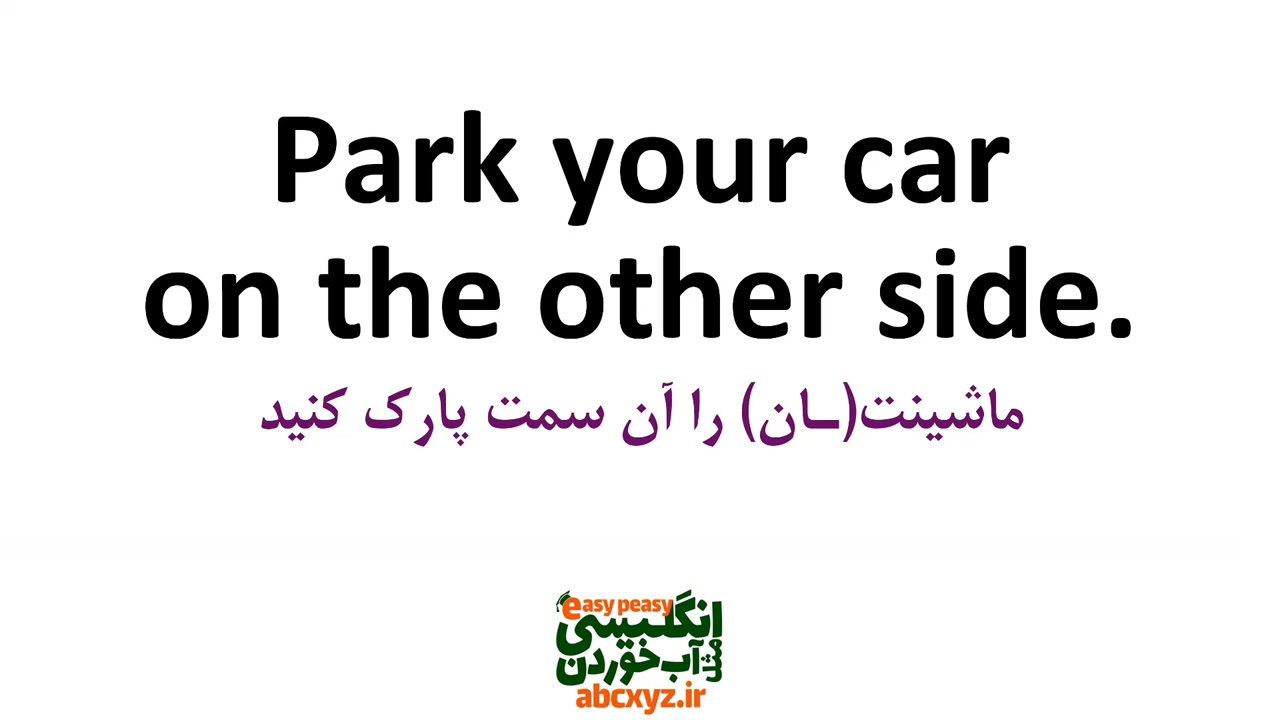 Park your car
on the other side.
ماشینت(ـان) را آن سمت پارک کنید
easy peasy
انگلیسی
مثل آب خوردن
abcxyz.ir